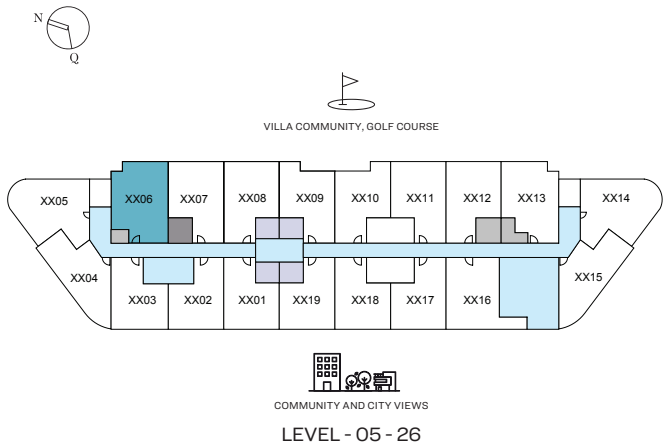 N
Q
VILLA COMMUNITY, GOLF COURSE
XX05
XX06
XX07
XX08
XX09
XX10
XX11
XX12
XX13
XX14
XX04
XX03
XX02
XX01
XX19
XX18
XX17
XX16
XX15
COMMUNITY AND CITY VIEWS
LEVEL - 05 - 26